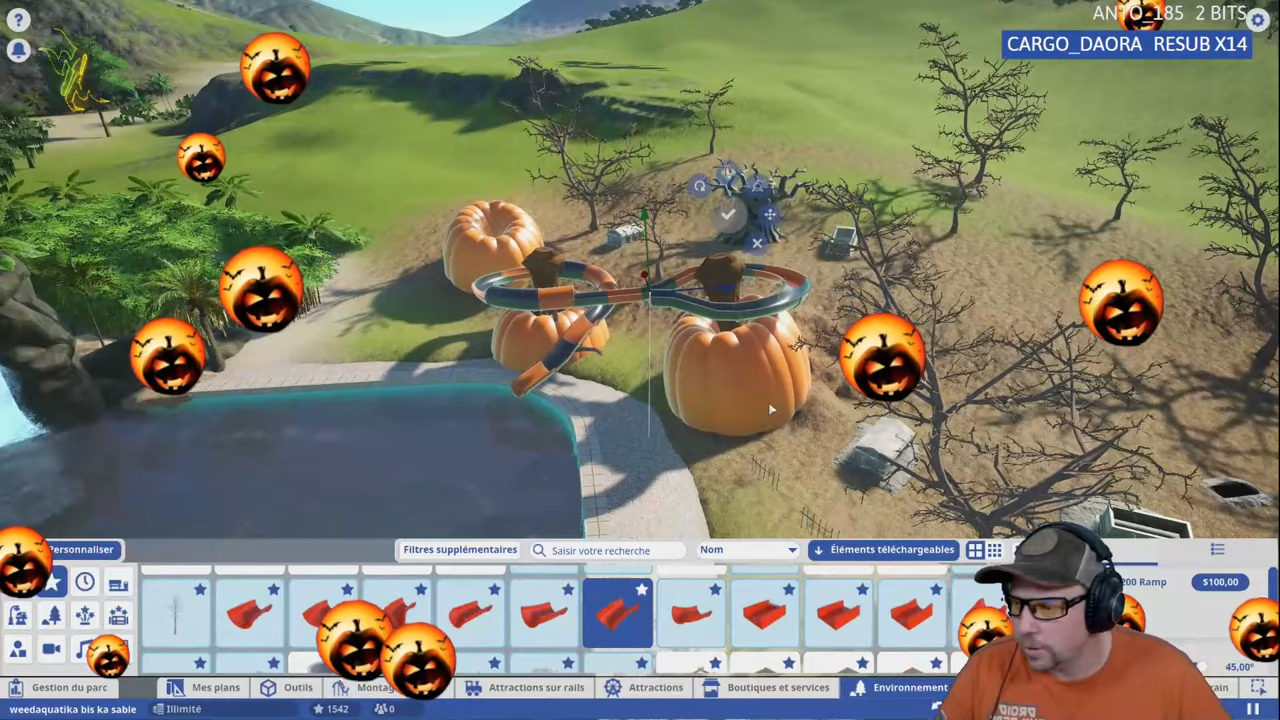 ANTO_185 2 BITS
CARGO_DAORA RESUB X14
Personnaliser
Filtres supplémentaires
Saisir votre recherche
Nom
Éléments téléchargeables
200 Ramp
$100,00
45,00°
Gestion du parc
Mes plans
Outils
Attractions sur rails
Attractions
Boutiques et services
Environnement
weedaquatika bis ka sable
Illimité
1542
0